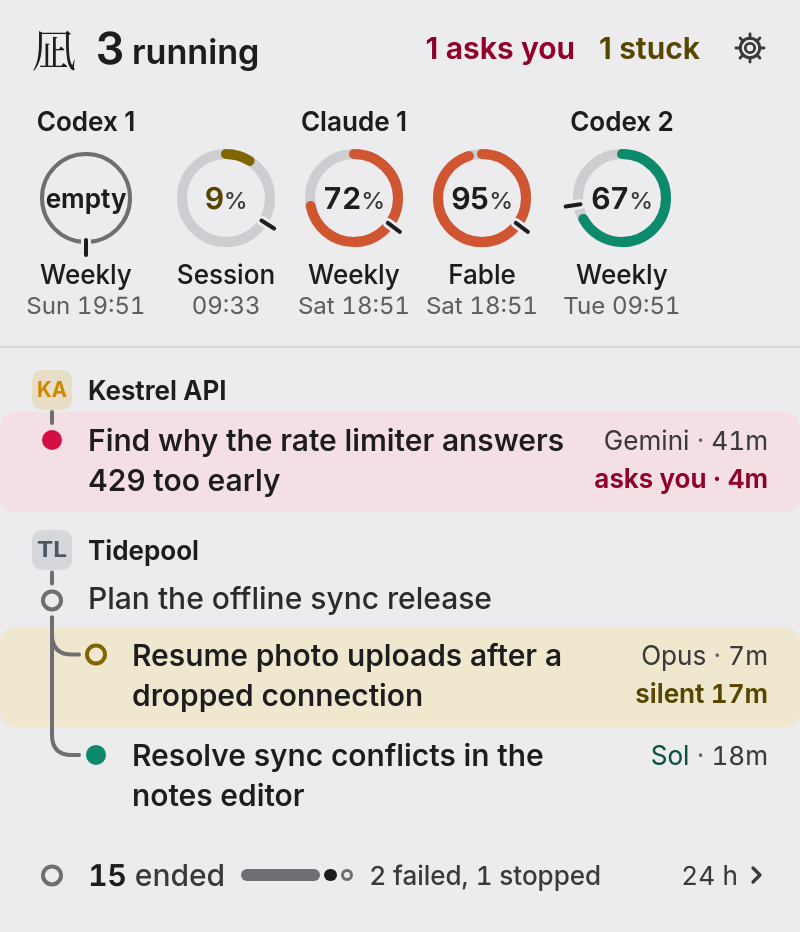 凪 3 running 1 asks you 1 stuck
Codex 1 Claude 1 Codex 2
empty 9% 72% 95% 67%
Weekly Session Weekly Fable Weekly
Sun 19:51 09:33 Sat 18:51 Sat 18:51 Tue 09:51
KA Kestrel API
Find why the rate limiter answers Gemini · 41m
429 too early asks you · 4m
TL Tidepool
Plan the offline sync release
Resume photo uploads after a Opus · 7m
dropped connection silent 17m
Resolve sync conflicts in the Sol · 18m
notes editor
15 ended 2 failed, 1 stopped 24 h